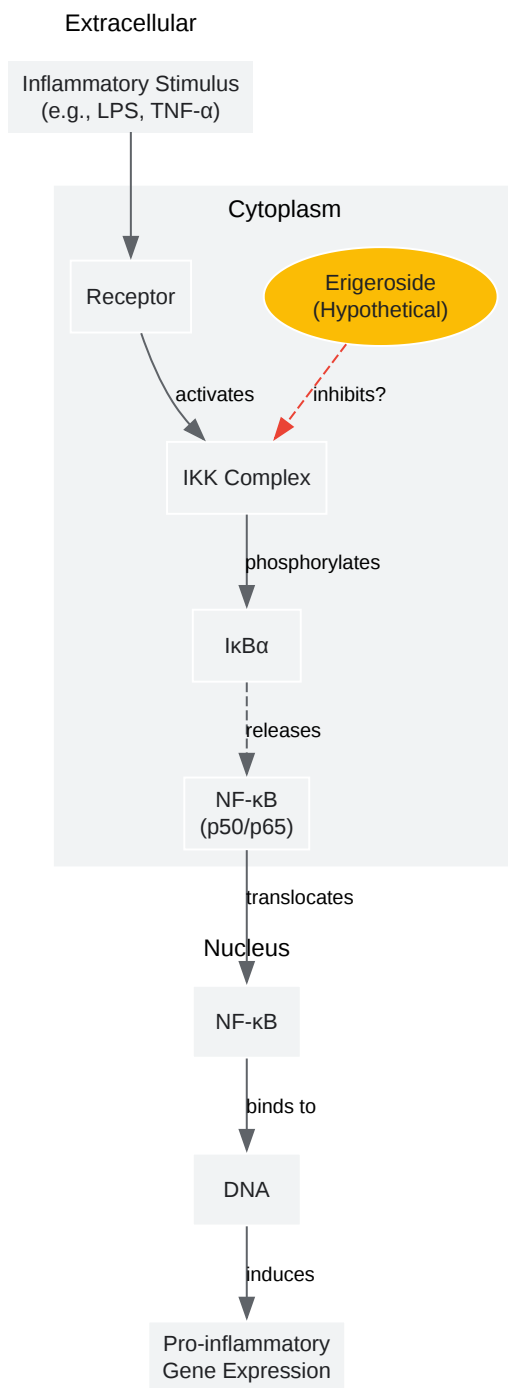 Extracellular
Inflammatory Stimulus
(e.g., LPS, TNF-α)
Cytoplasm
Receptor
Erigeroside
(Hypothetical)
activates
inhibits?
IKK Complex
phosphorylates
IκBα
releases
NF-κB
(p50/p65)
translocates
Nucleus
NF-κB
binds to
DNA
induces
Pro-inflammatory
Gene Expression